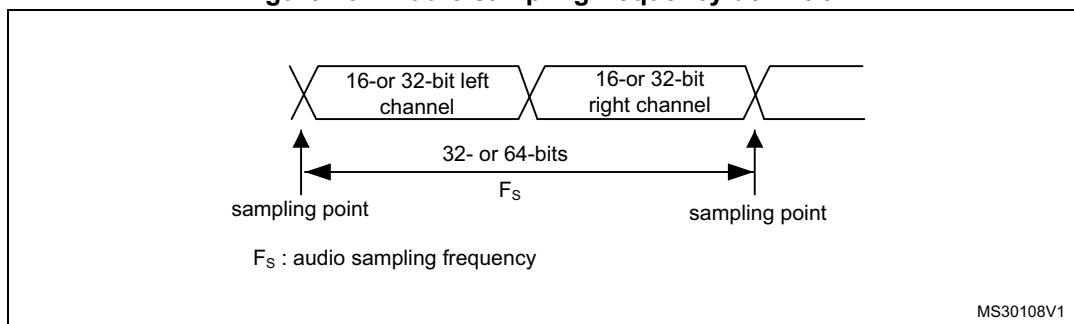 16-or 32-bit left
channel
16-or 32-bit
right channel
32- or 64-bits
FS
sampling point
sampling point
FS : audio sampling frequency
MS30108V1